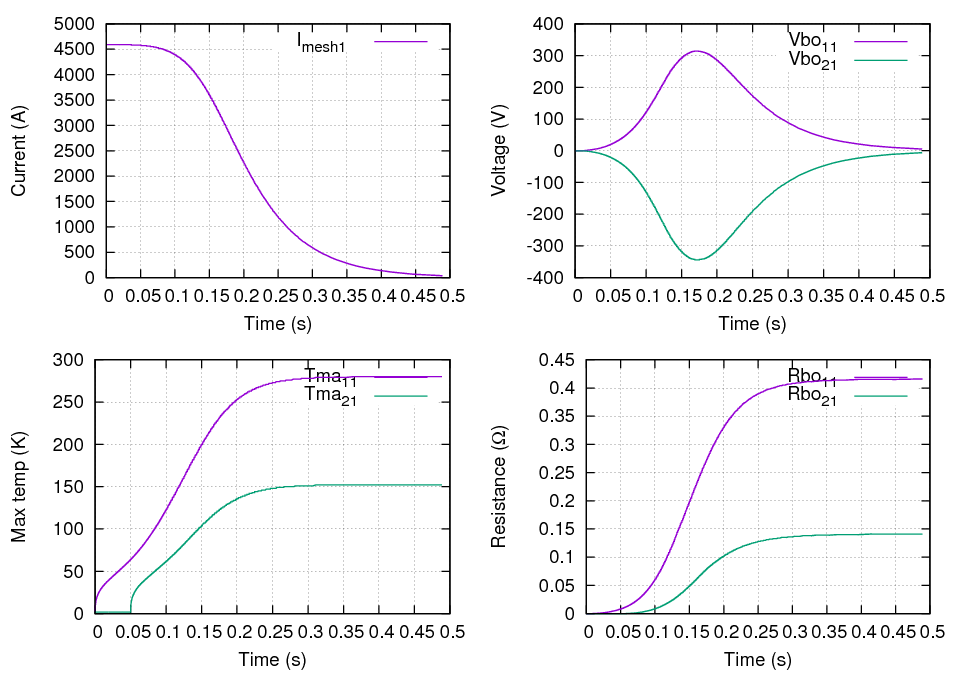 5000
4500
4000
3500
3000
2500
2000
1500
1000
500
0
Current (A)
I_mesh1
0 0.05 0.1 0.15 0.2 0.25 0.3 0.35 0.4 0.45 0.5
Time (s)
400
300
200
100
0
-100
-200
-300
-400
Voltage (V)
Vbo_11
Vbo_21
0 0.05 0.1 0.15 0.2 0.25 0.3 0.35 0.4 0.45 0.5
Time (s)
300
250
200
150
100
50
0
Max temp (K)
Tma_11
Tma_21
0 0.05 0.1 0.15 0.2 0.25 0.3 0.35 0.4 0.45 0.5
Time (s)
0.45
0.4
0.35
0.3
0.25
0.2
0.15
0.1
0.05
0
Resistance (Ω)
Rbo_11
Rbo_21
0 0.05 0.1 0.15 0.2 0.25 0.3 0.35 0.4 0.45 0.5
Time (s)